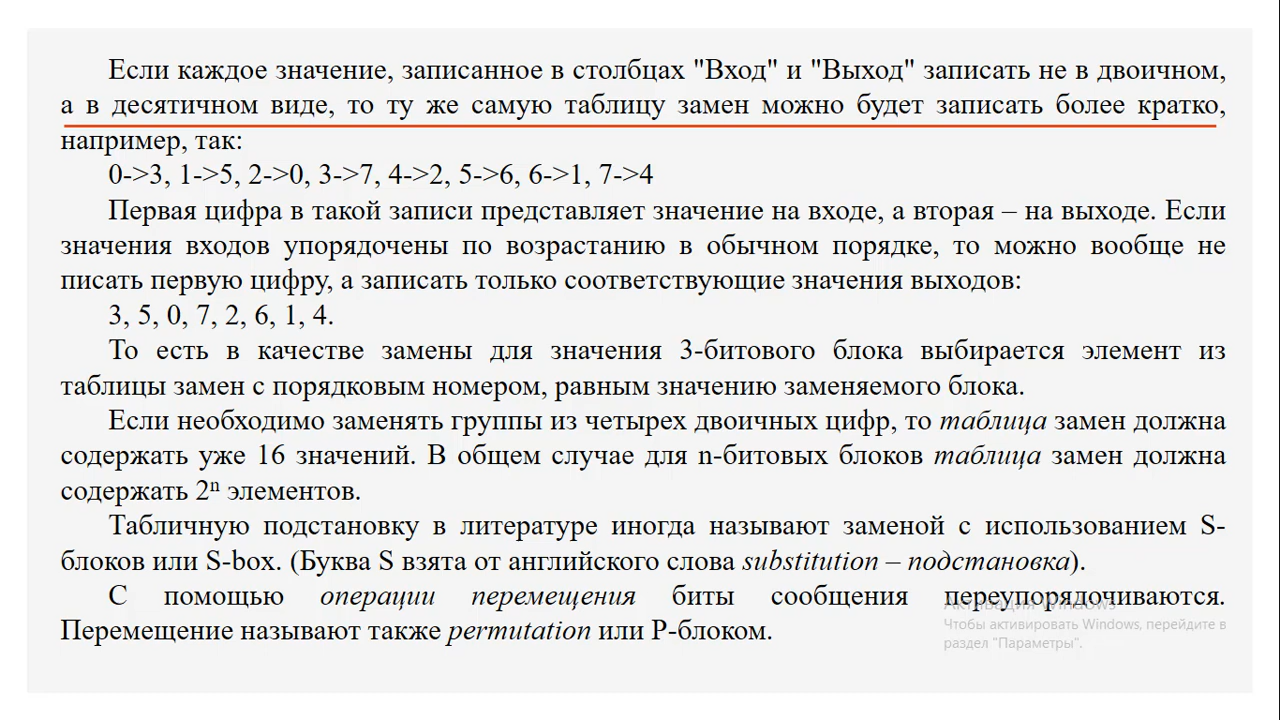 Если каждое значение, записанное в столбцах "Вход" и "Выход" записать не в двоичном,
а в десятичном виде, то ту же самую таблицу замен можно будет записать более кратко,
например, так:
0->3, 1->5, 2->0, 3->7, 4->2, 5->6, 6->1, 7->4
Первая цифра в такой записи представляет значение на входе, а вторая – на выходе. Если
значения входов упорядочены по возрастанию в обычном порядке, то можно вообще не
писать первую цифру, а записать только соответствующие значения выходов:
3, 5, 0, 7, 2, 6, 1, 4.
То есть в качестве замены для значения 3-битового блока выбирается элемент из
таблицы замен с порядковым номером, равным значению заменяемого блока.
Если необходимо заменять группы из четырех двоичных цифр, то таблица замен должна
содержать уже 16 значений. В общем случае для n-битовых блоков таблица замен должна
содержать 2ⁿ элементов.
Табличную подстановку в литературе иногда называют заменой с использованием S-
блоков или S-box. (Буква S взята от английского слова substitution – подстановка).
С помощью операции перемещения биты сообщения переупорядочиваются.
Перемещение называют также permutation или P-блоком.
Активация Windows
Чтобы активировать Windows, перейдите в
раздел "Параметры".